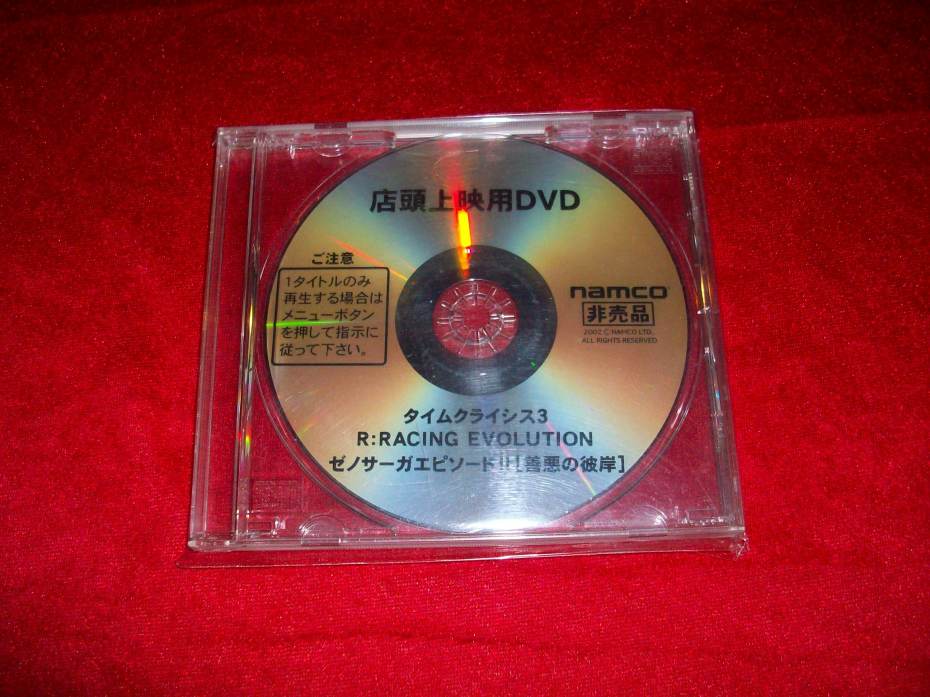 店頭上映用DVD
ご注意
1タイトルのみ
再生する場合は
メニューボタン
を押して指示に
従って下さい。
namco
非売品
2002 © NAMCO LTD.,
ALL RIGHTS RESERVED
タイムクライシス3
R:RACING EVOLUTION
ゼノサーガエピソードII[善悪の彼岸]